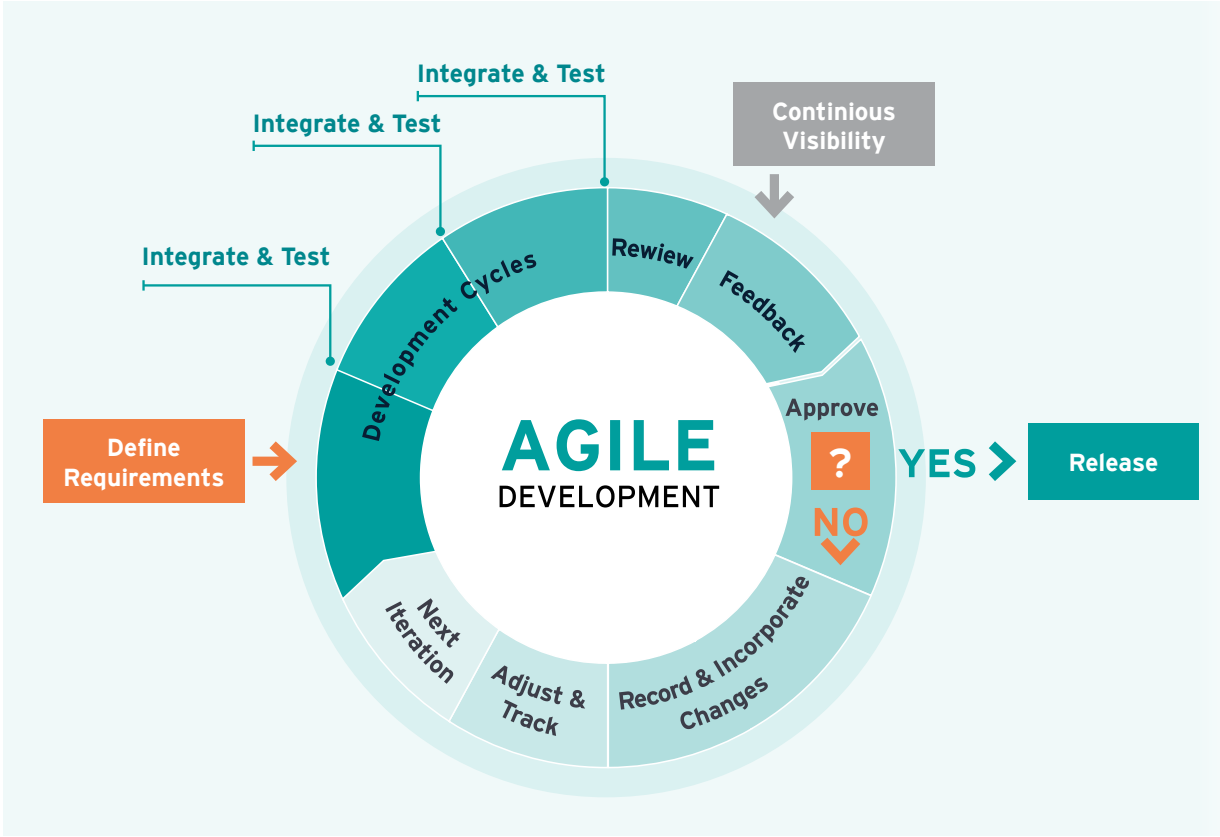 Integrate & Test
Integrate & Test
Integrate & Test
Continious
Visibility
Define
Requirements
Development Cycles
Rewiew
Feedback
Approve
?
YES
Release
NO
Record & Incorporate
Changes
Adjust &
Track
Next
Iteration
AGILE
DEVELOPMENT